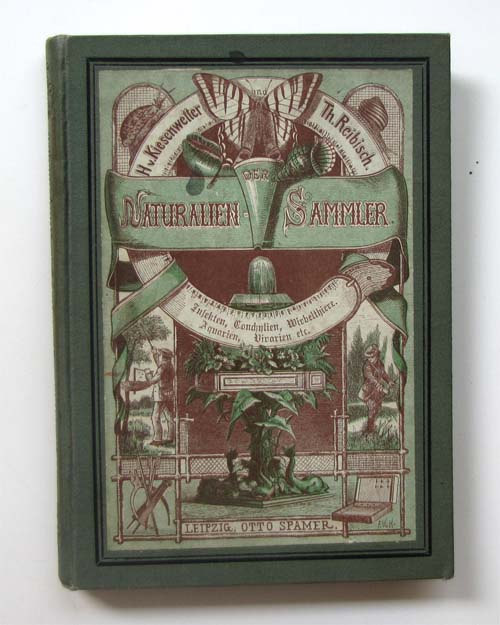 H v. Kiesenwetter
und
Th. Reibisch.
DER
NATURALIEN-SAMMLER.
Insekten, Conchylien, Wirbelthiere.
Aquarien, Vivarien etc.
LEIPZIG, OTTO SPAMER.